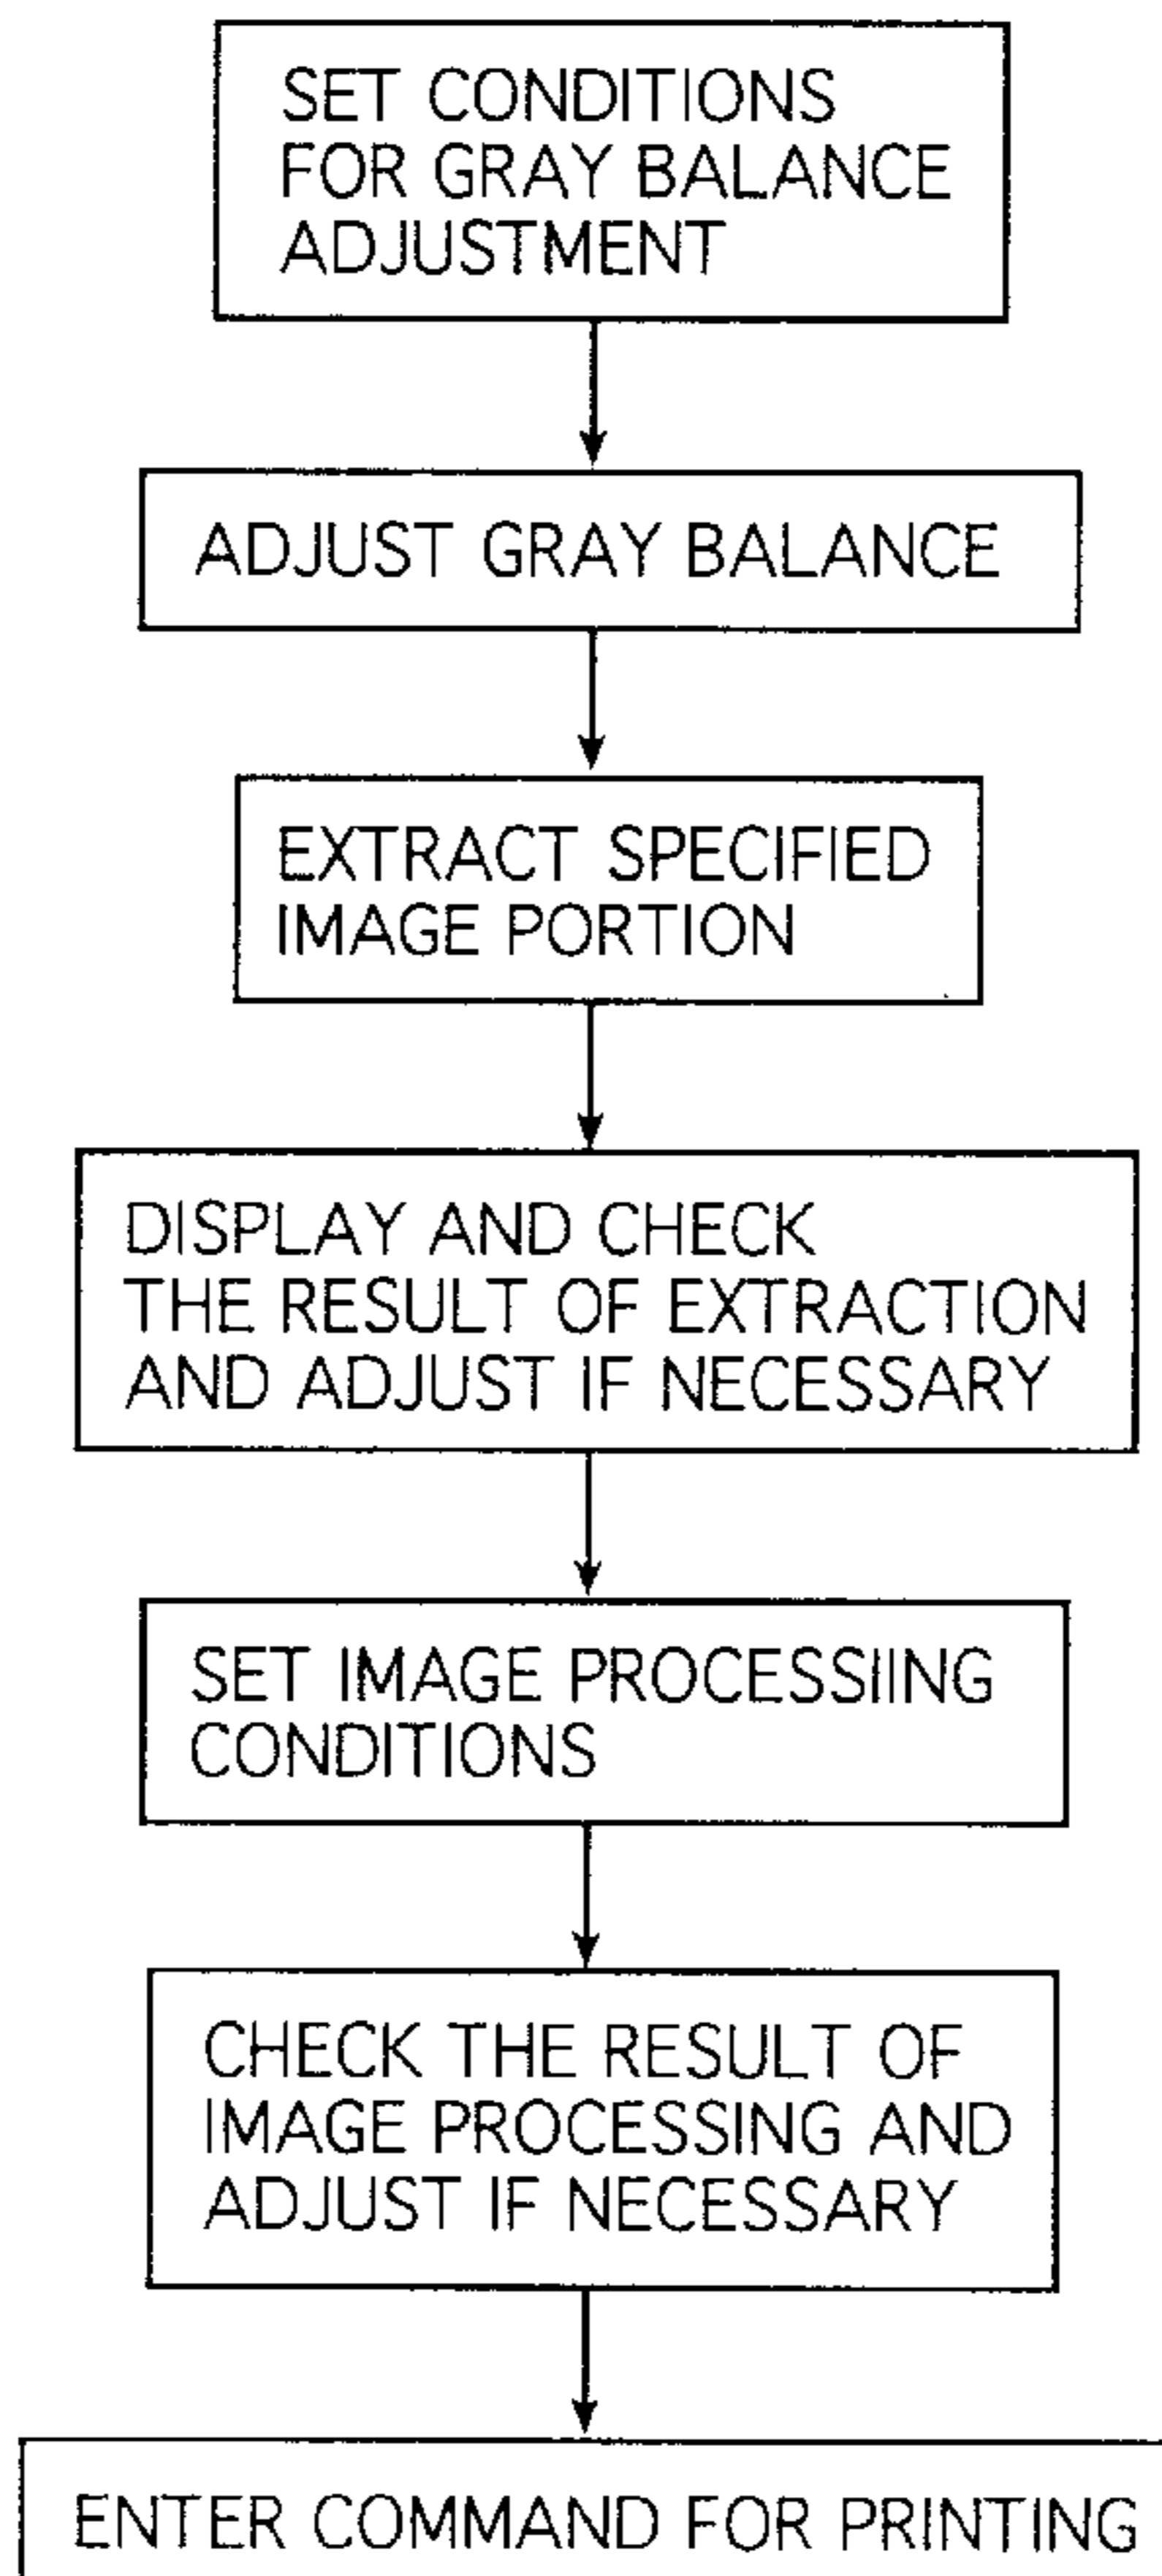 SET CONDITIONS
FOR GRAY BALANCE
ADJUSTMENT
ADJUST GRAY BALANCE
EXTRACT SPECIFIED
IMAGE PORTION
DISPLAY AND CHECK
THE RESULT OF EXTRACTION
AND ADJUST IF NECESSARY
SET IMAGE PROCESSIING
CONDITIONS
CHECK THE RESULT OF
IMAGE PROCESSING AND
ADJUST IF NECESSARY
ENTER COMMAND FOR PRINTING